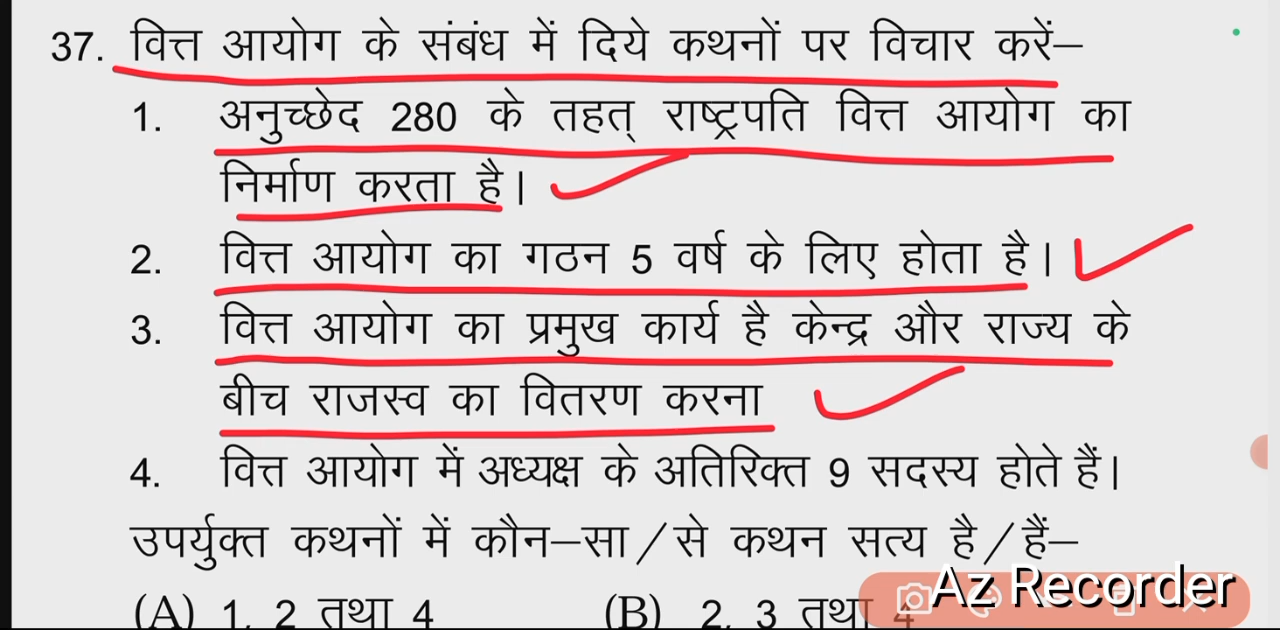 37. वित्त आयोग के संबंध में दिये कथनों पर विचार करें–
1. अनुच्छेद 280 के तहत् राष्ट्रपति वित्त आयोग का
निर्माण करता है।
2. वित्त आयोग का गठन 5 वर्ष के लिए होता है।
3. वित्त आयोग का प्रमुख कार्य है केन्द्र और राज्य के
बीच राजस्व का वितरण करना
4. वित्त आयोग में अध्यक्ष के अतिरिक्त 9 सदस्य होते हैं।
उपर्युक्त कथनों में कौन–सा/से कथन सत्य है/हैं–
(A) 1, 2 तथा 4 (B) 2, 3 तथा 4
Az Recorder